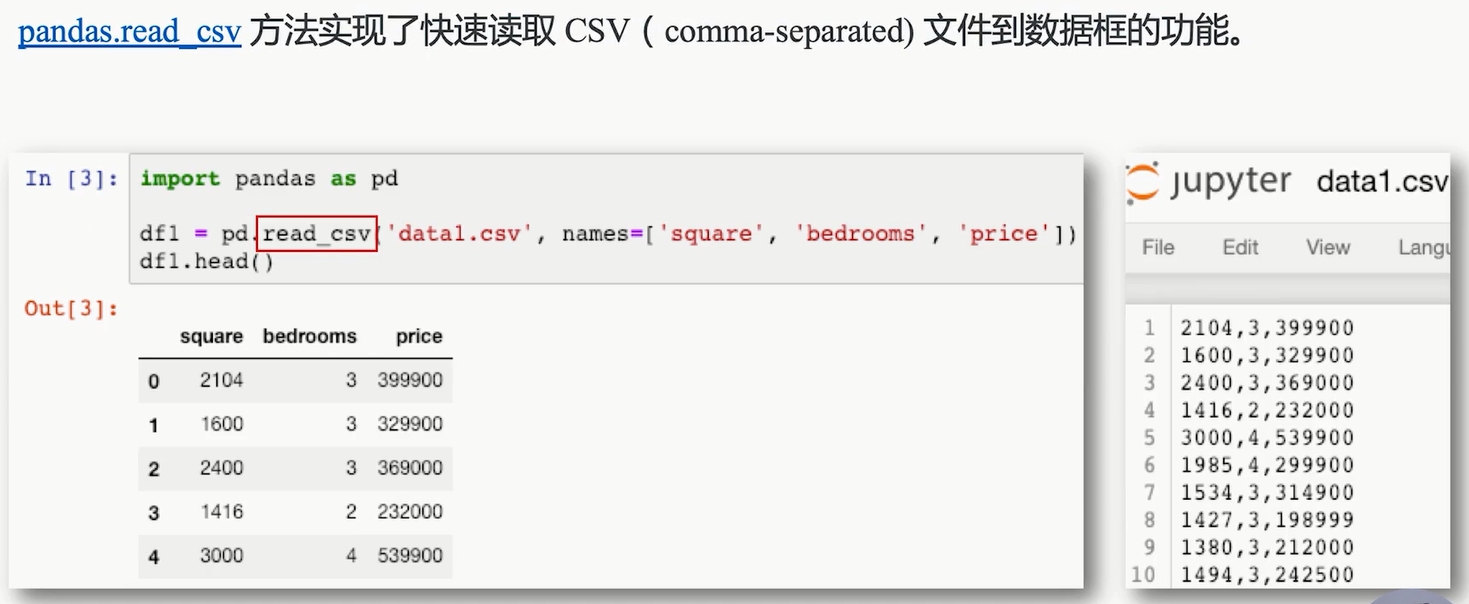 pandas.read_csv 方法实现了快速读取 CSV（ comma-separated) 文件到数据框的功能。
In [3]: import pandas as pd
df1 = pd.read_csv('data1.csv', names=['square', 'bedrooms', 'price'])
df1.head()
Out[3]:
square bedrooms price
0 2104 3 399900
1 1600 3 329900
2 2400 3 369000
3 1416 2 232000
4 3000 4 539900
jupyter data1.csv
File Edit View Langu
1 2104,3,399900
2 1600,3,329900
3 2400,3,369000
4 1416,2,232000
5 3000,4,539900
6 1985,4,299900
7 1534,3,314900
8 1427,3,198999
9 1380,3,212000
10 1494,3,242500